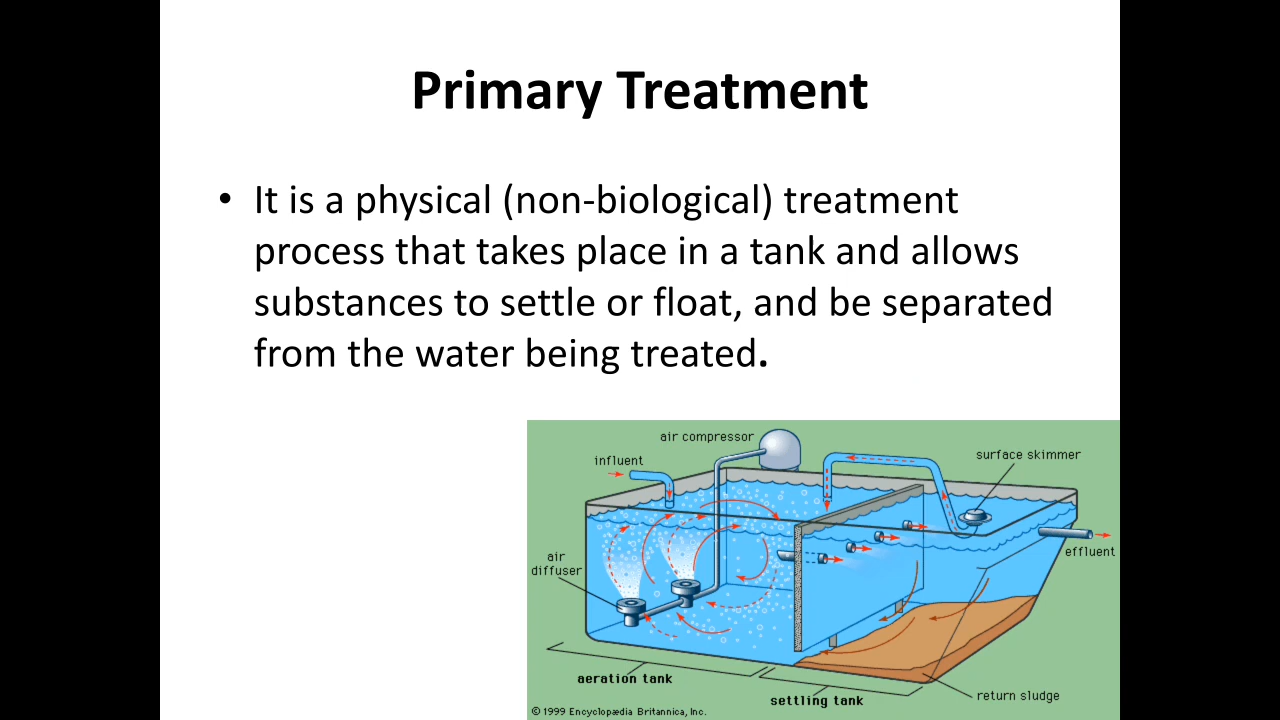 Primary Treatment
• It is a physical (non-biological) treatment
process that takes place in a tank and allows
substances to settle or float, and be separated
from the water being treated.
air compressor
influent
surface skimmer
air
diffuser
effluent
aeration tank
settling tank
return sludge
© 1999 Encyclopædia Britannica, Inc.